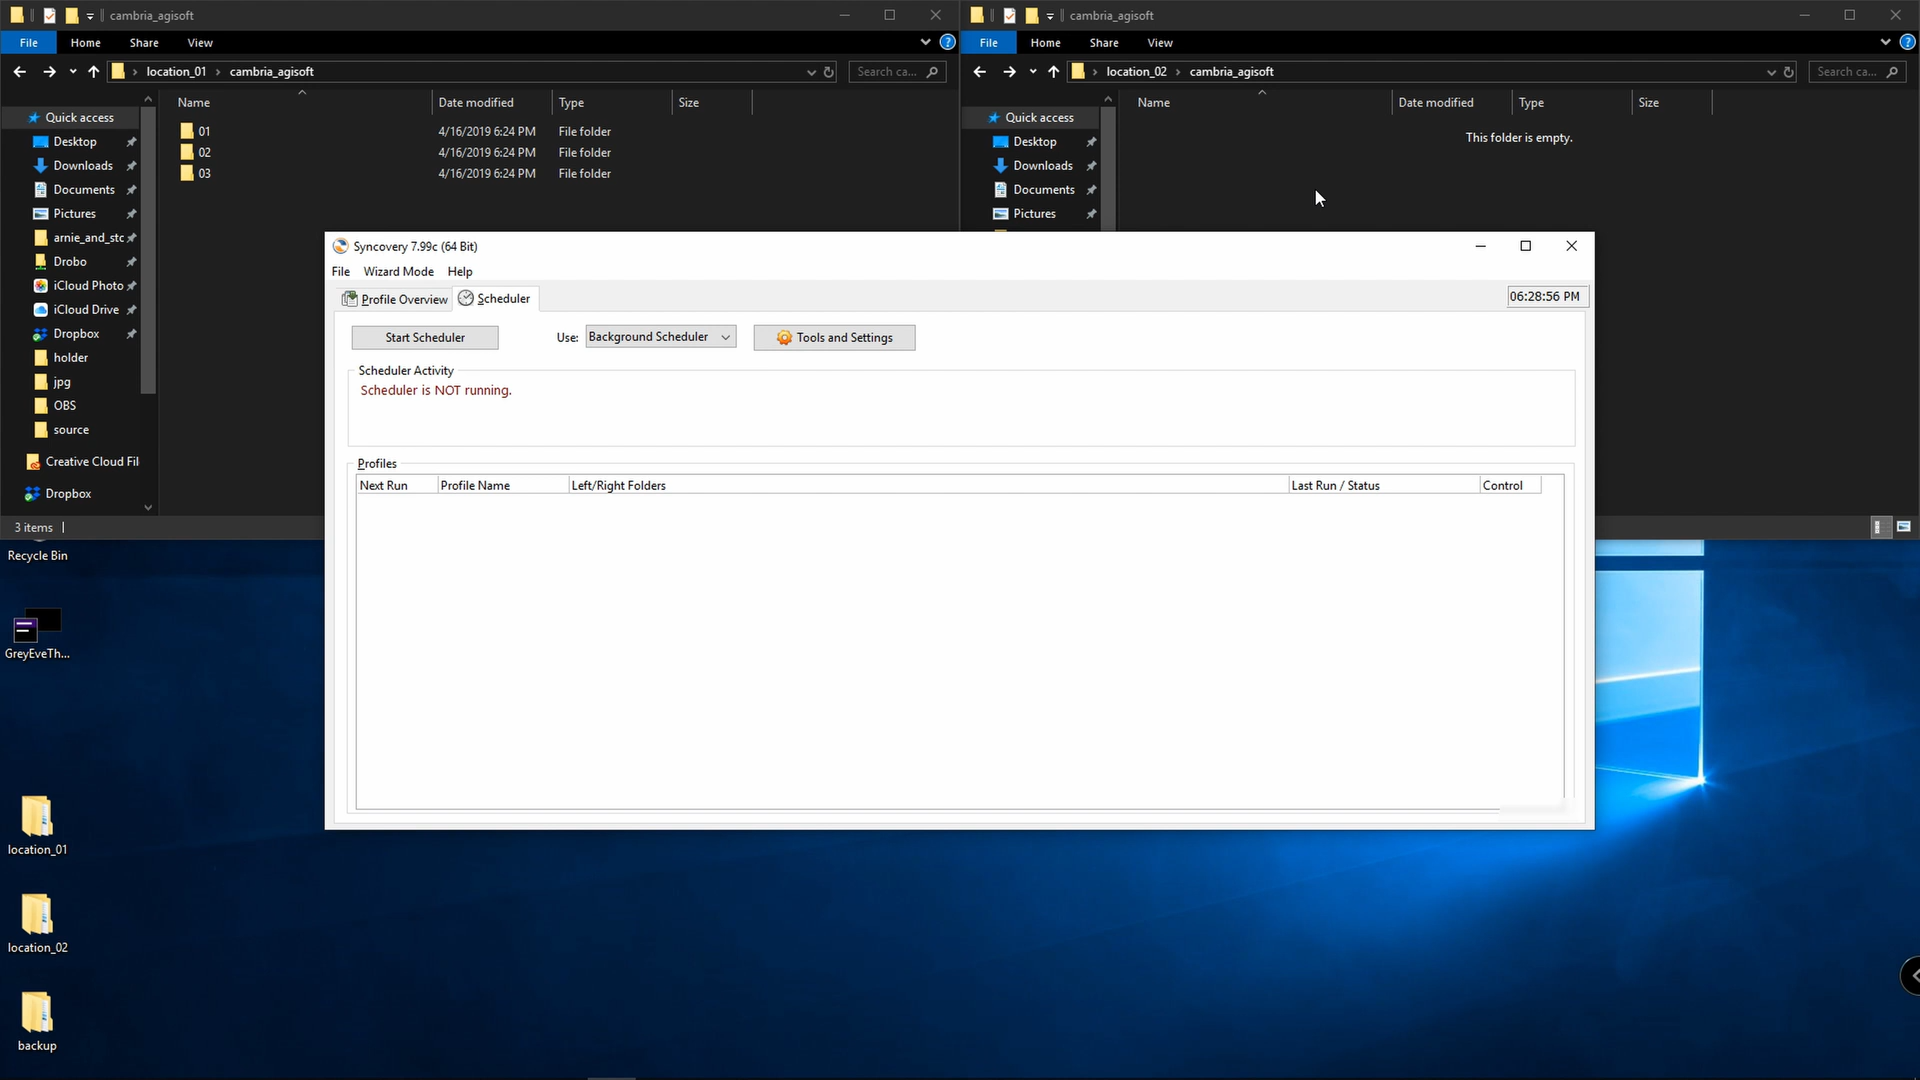 cambria_agisoft
File Home Share View
location_01 › cambria_agisoft
Search ca...
Name Date modified Type Size
Quick access
Desktop
Downloads
Documents
Pictures
arnie_and_stc
Drobo
iCloud Photo
iCloud Drive
Dropbox
holder
jpg
OBS
source
Creative Cloud Fil
Dropbox
01 4/16/2019 6:24 PM File folder
02 4/16/2019 6:24 PM File folder
03 4/16/2019 6:24 PM File folder
3 items
cambria_agisoft
File Home Share View
location_02 › cambria_agisoft
Search ca...
Name Date modified Type Size
This folder is empty.
Quick access
Desktop
Downloads
Documents
Pictures
Syncovery 7.99c (64 Bit)
File Wizard Mode Help
Profile Overview Scheduler
06:28:56 PM
Start Scheduler Use: Background Scheduler Tools and Settings
Scheduler Activity
Scheduler is NOT running.
Profiles
Next Run Profile Name Left/Right Folders Last Run / Status Control
Recycle Bin
GreyEveTh...
location_01
location_02
backup